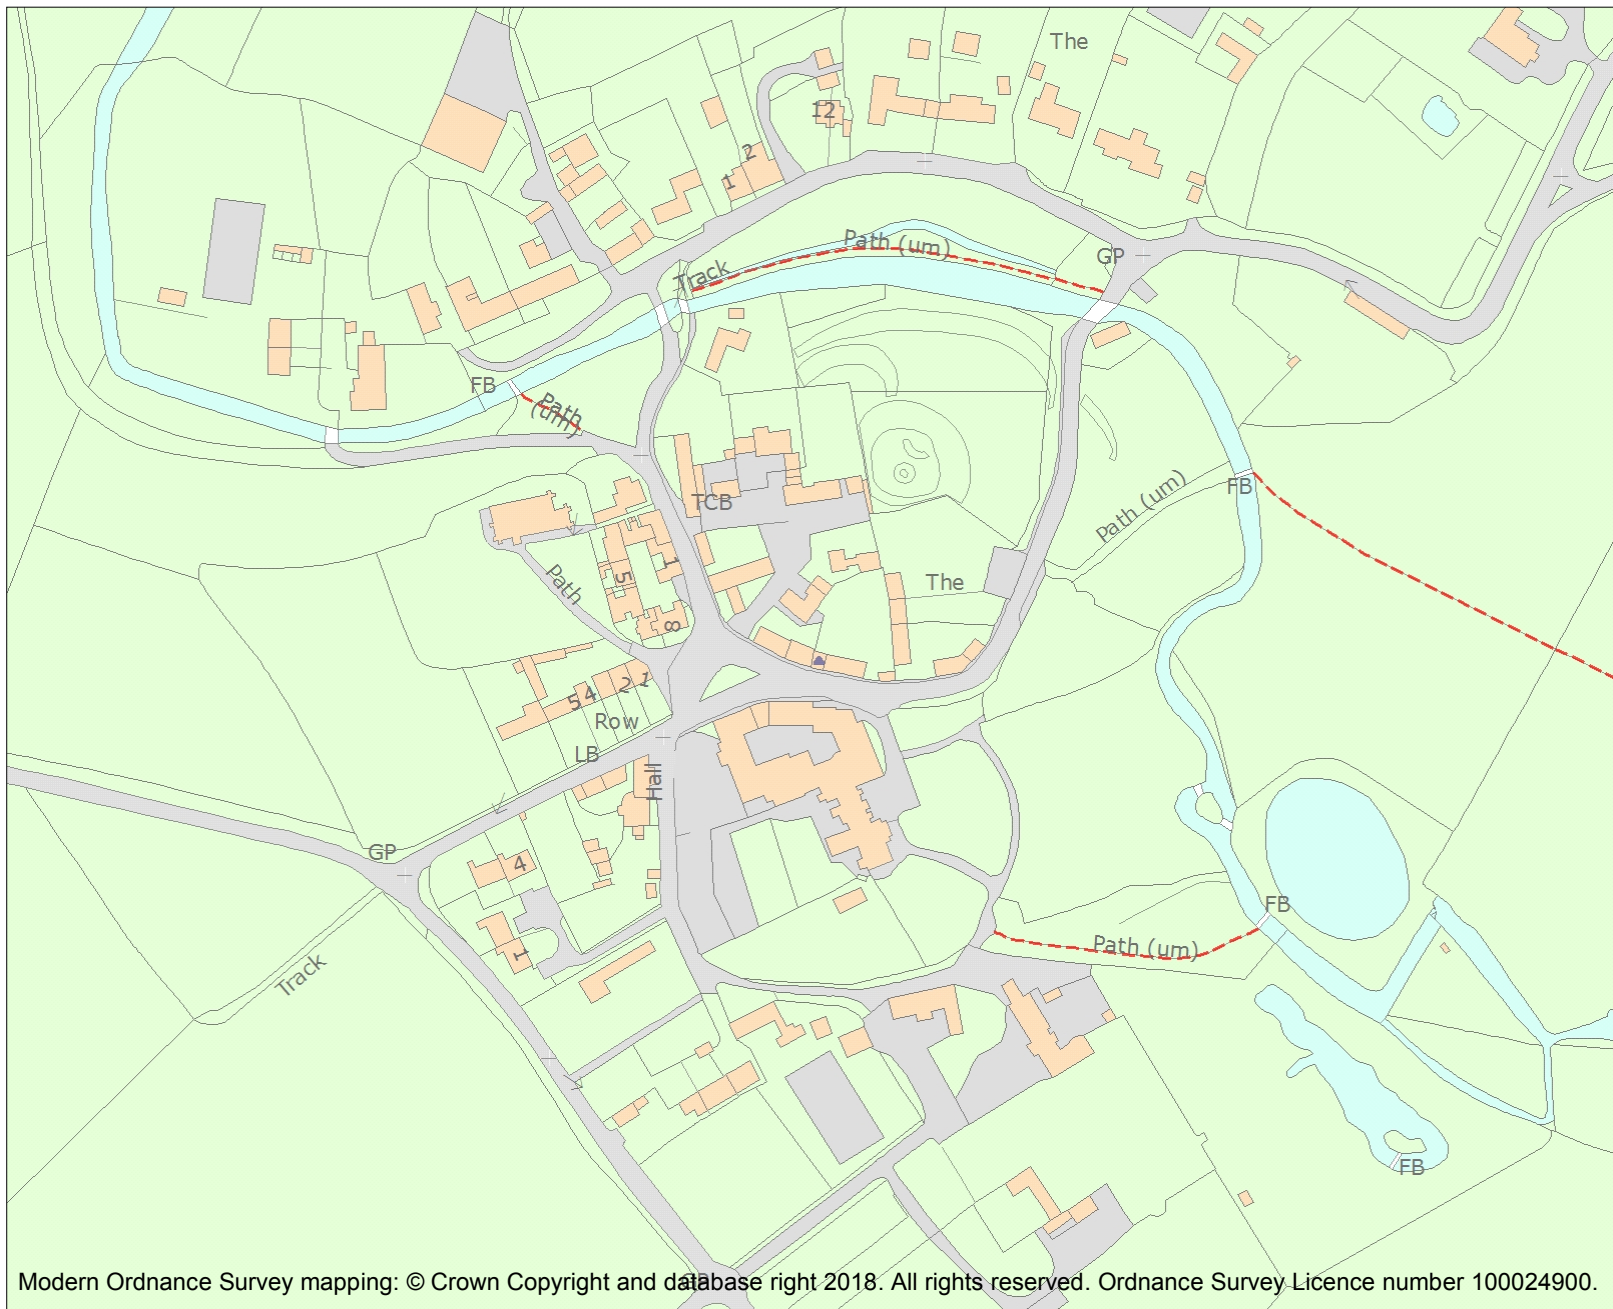 The
12
2
1
Path (um)
GP
Track
FB
Path
(um)
FB
TCB
Path (um)
1
5
Path
The
8
1
2
4
5
Row
LB
Hall
GP
4
FB
1
Path (um)
Track
FB
Modern Ordnance Survey mapping: © Crown Copyright and database right 2018. All rights reserved. Ordnance Survey Licence number 100024900.